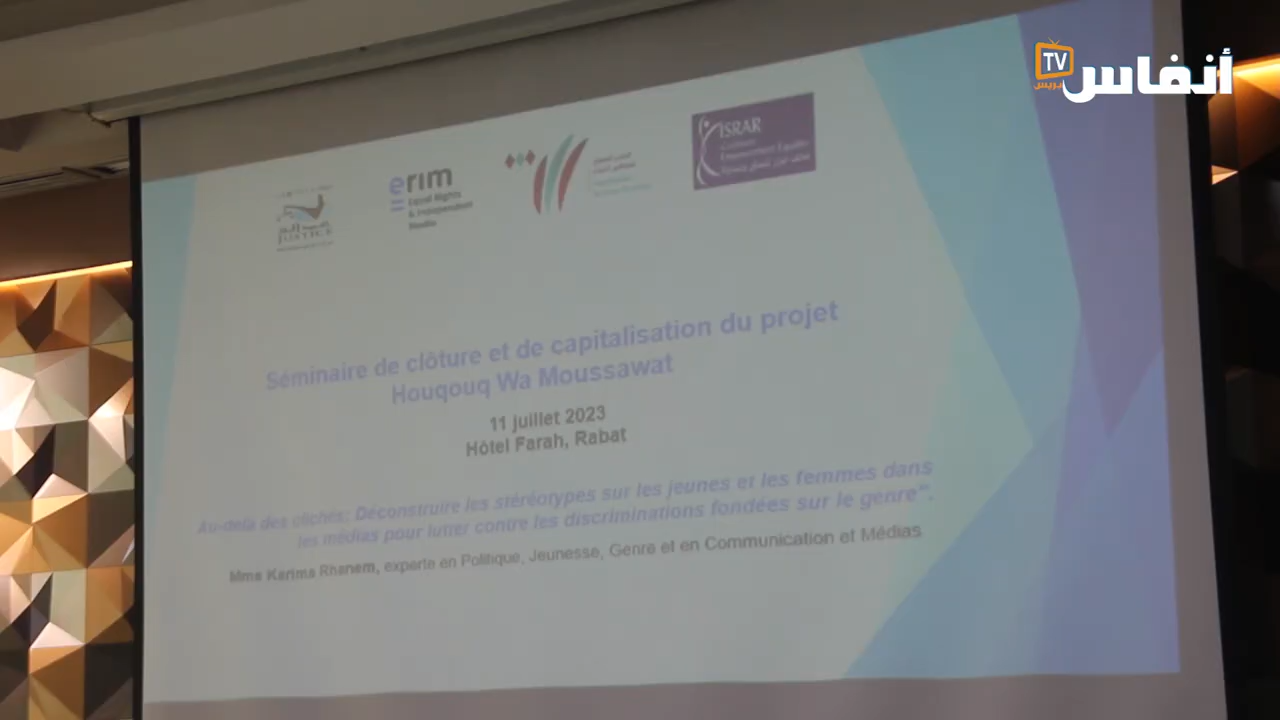 أنفاس
TV
بريس
JUSTICE
erim
Equal Rights
& Independent
Media
ISRAR
Séminaire de clôture et de capitalisation du projet
Houqouq Wa Moussawat
11 juillet 2023
Hôtel Farah, Rabat
Au-delà des clichés: Déconstruire les stéréotypes sur les jeunes et les femmes dans
les médias pour lutter contre les discriminations fondées sur le genre".
Mme Karima Rhanem, experte en Politique, Jeunesse, Genre et en Communication et Médias